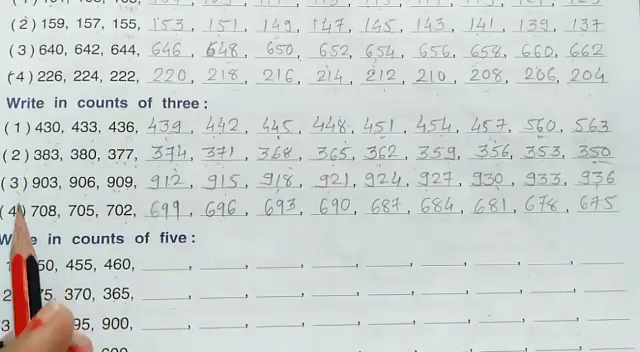 (2) 159, 157, 155, 153, 151, 149, 147, 145, 143, 141, 139, 137
(3) 640, 642, 644, 646, 648, 650, 652, 654, 656, 658, 660, 662
(4) 226, 224, 222, 220, 218, 216, 214, 212, 210, 208, 206, 204
Write in counts of three :
(1) 430, 433, 436, 439, 442, 445, 448, 451, 454, 457, 560, 563
(2) 383, 380, 377, 374, 371, 368, 365, 362, 359, 356, 353, 350
(3) 903, 906, 909, 912, 915, 918, 921, 924, 927, 930, 933, 936
(4) 708, 705, 702, 699, 696, 693, 690, 687, 684, 681, 678, 675
in counts of five :
50, 455, 460,
2 75, 370, 365,
3 95, 900,